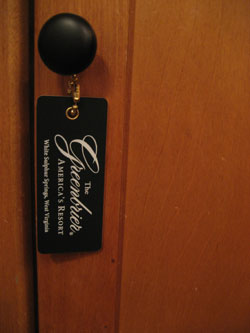 The
Greenbrier®
AMERICA'S RESORT
White Sulphur Springs, West Virginia